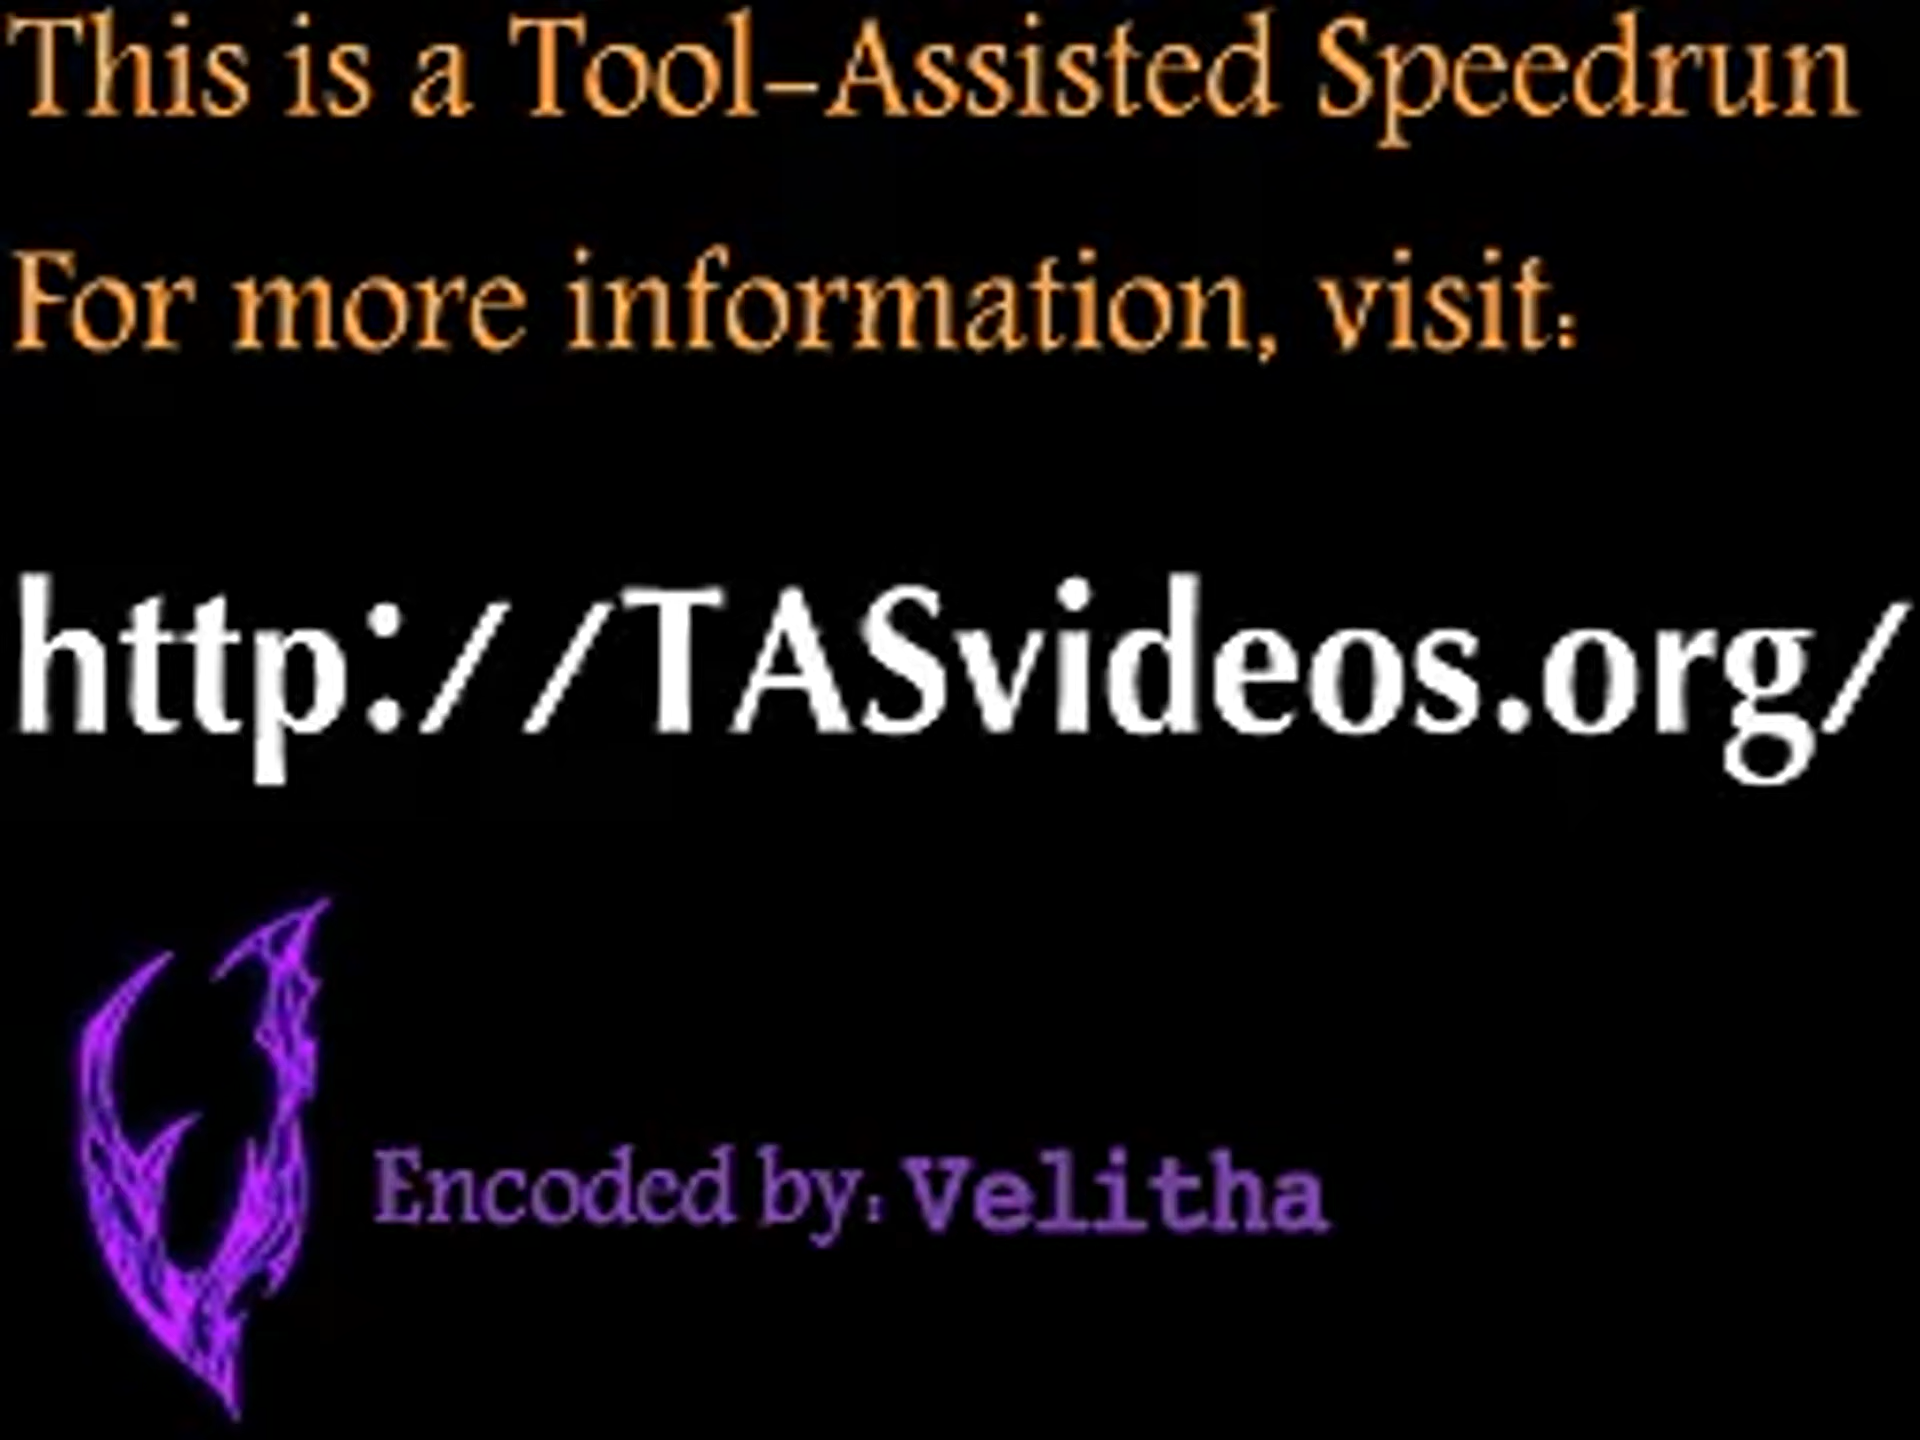 This is a Tool-Assisted Speedrun
For more information, visit:
http://TASvideos.org/
Encoded by: Velitha